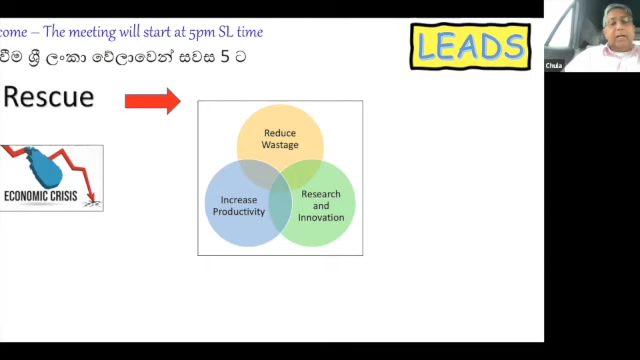 come – The meeting will start at 5pm SL time
වීම ශ්‍රී ලංකා වේලාවෙන් සවස 5 ට
LEADS
Rescue
ECONOMIC CRISIS
Reduce
Wastage
Increase
Productivity
Research
and
Innovation
Chula